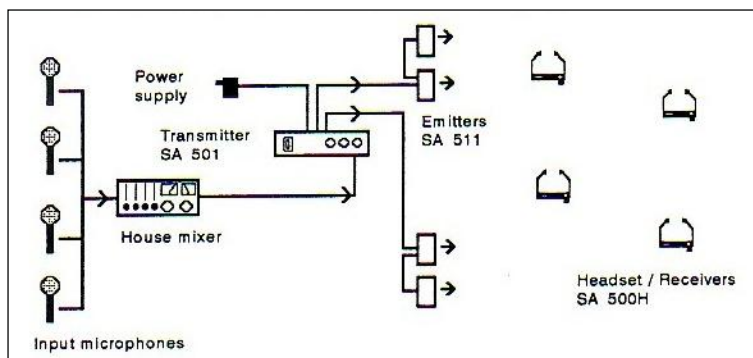 Power
supply
Transmitter
SA 501
Emitters
SA 511
House mixer
Headset / Receivers
SA 500H
Input microphones